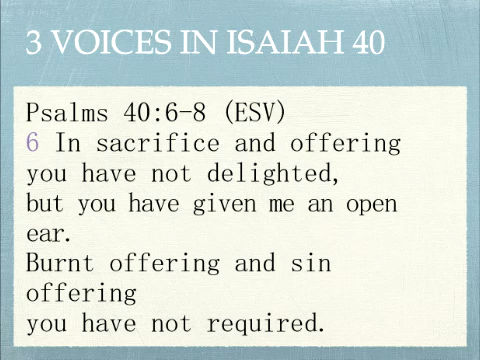 3 VOICES IN ISAIAH 40
Psalms 40:6-8 (ESV)
6 In sacrifice and offering
you have not delighted,
but you have given me an open
ear.
Burnt offering and sin
offering
you have not required.